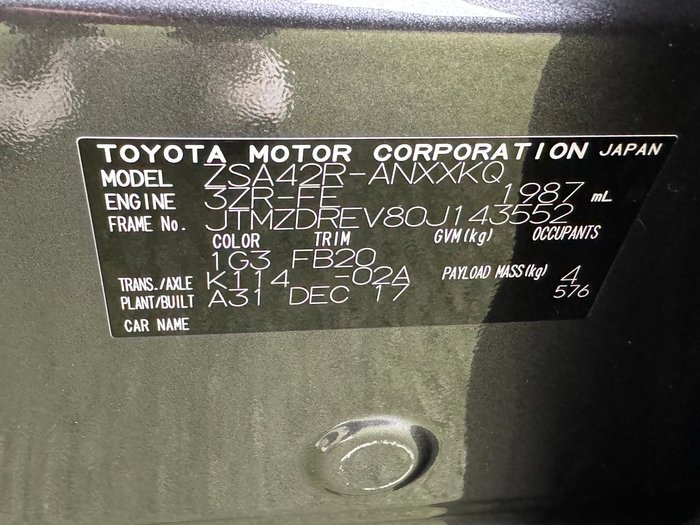 TOYOTA MOTOR CORPORATION JAPAN
MODEL ZSA42R-ANXXKQ
ENGINE 3ZR-FE 1987 mL
FRAME No. JTMZDREV80J143552
COLOR TRIM GVM(kg) OCCUPANTS
1G3 FB20
TRANS./AXLE K114 -02A PAYLOAD MASS(kg) 4
PLANT/BUILT A31 DEC 17 576
CAR NAME